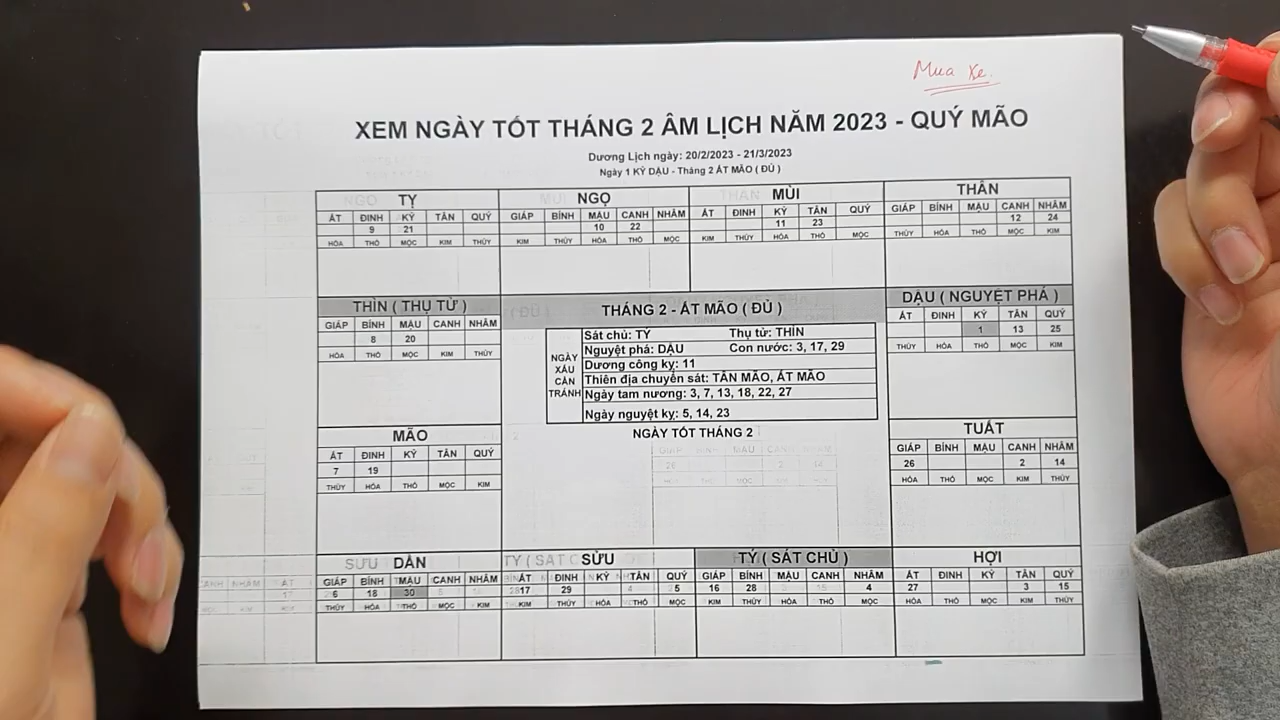 Mua Xe.
XEM NGÀY TỐT THÁNG 2 ÂM LỊCH NĂM 2023 - QUÝ MÃO
Dương Lịch ngày: 20/2/2023 - 21/3/2023
Ngày 1 KỶ DẬU - Tháng 2 ẤT MÃO ( ĐỦ )
TỴ
ẤT ĐINH KỶ TÂN QUÝ
9 21
HỎA THỔ MỘC KIM THỦY
NGỌ
GIÁP BÍNH MẬU CANH NHÂM
10 22
KIM THỦY HỎA THỔ MỘC
MÙI
ẤT ĐINH KỶ TÂN QUÝ
11 23
KIM THỦY HỎA THỔ MỘC
THÂN
GIÁP BÍNH MẬU CANH NHÂM
12 24
THỦY HỎA THỔ MỘC KIM
THÌN ( THỤ TỬ )
GIÁP BÍNH MẬU CANH NHÂM
8 20
HỎA THỔ MỘC KIM THỦY
THÁNG 2 - ẤT MÃO ( ĐỦ )
NGÀY XẤU CẦN TRÁNH
Sát chủ: TÝ Thụ tử: THÌN
Nguyệt phá: DẬU Con nước: 3, 17, 29
Dương công kỵ: 11
Thiên địa chuyển sát: TÂN MÃO, ẤT MÃO
Ngày tam nương: 3, 7, 13, 18, 22, 27
Ngày nguyệt kỵ: 5, 14, 23
NGÀY TỐT THÁNG 2
DẬU ( NGUYỆT PHÁ )
ẤT ĐINH KỶ TÂN QUÝ
1 13 25
THỦY HỎA THỔ MỘC KIM
MÃO
ẤT ĐINH KỶ TÂN QUÝ
7 19
THỦY HỎA THỔ MỘC KIM
TUẤT
GIÁP BÍNH MẬU CANH NHÂM
26 2 14
HỎA THỔ MỘC KIM THỦY
DẦN
GIÁP BÍNH MẬU CANH NHÂM
6 18 30
THỦY HỎA THỔ MỘC KIM
SỬU
ẤT ĐINH KỶ TÂN QUÝ
17 29 5
KIM THỦY HỎA THỔ MỘC
TÝ ( SÁT CHỦ )
GIÁP BÍNH MẬU CANH NHÂM
16 28 4
KIM THỦY HỎA THỔ MỘC
HỢI
ẤT ĐINH KỶ TÂN QUÝ
27 3 15
HỎA THỔ MỘC KIM THỦY